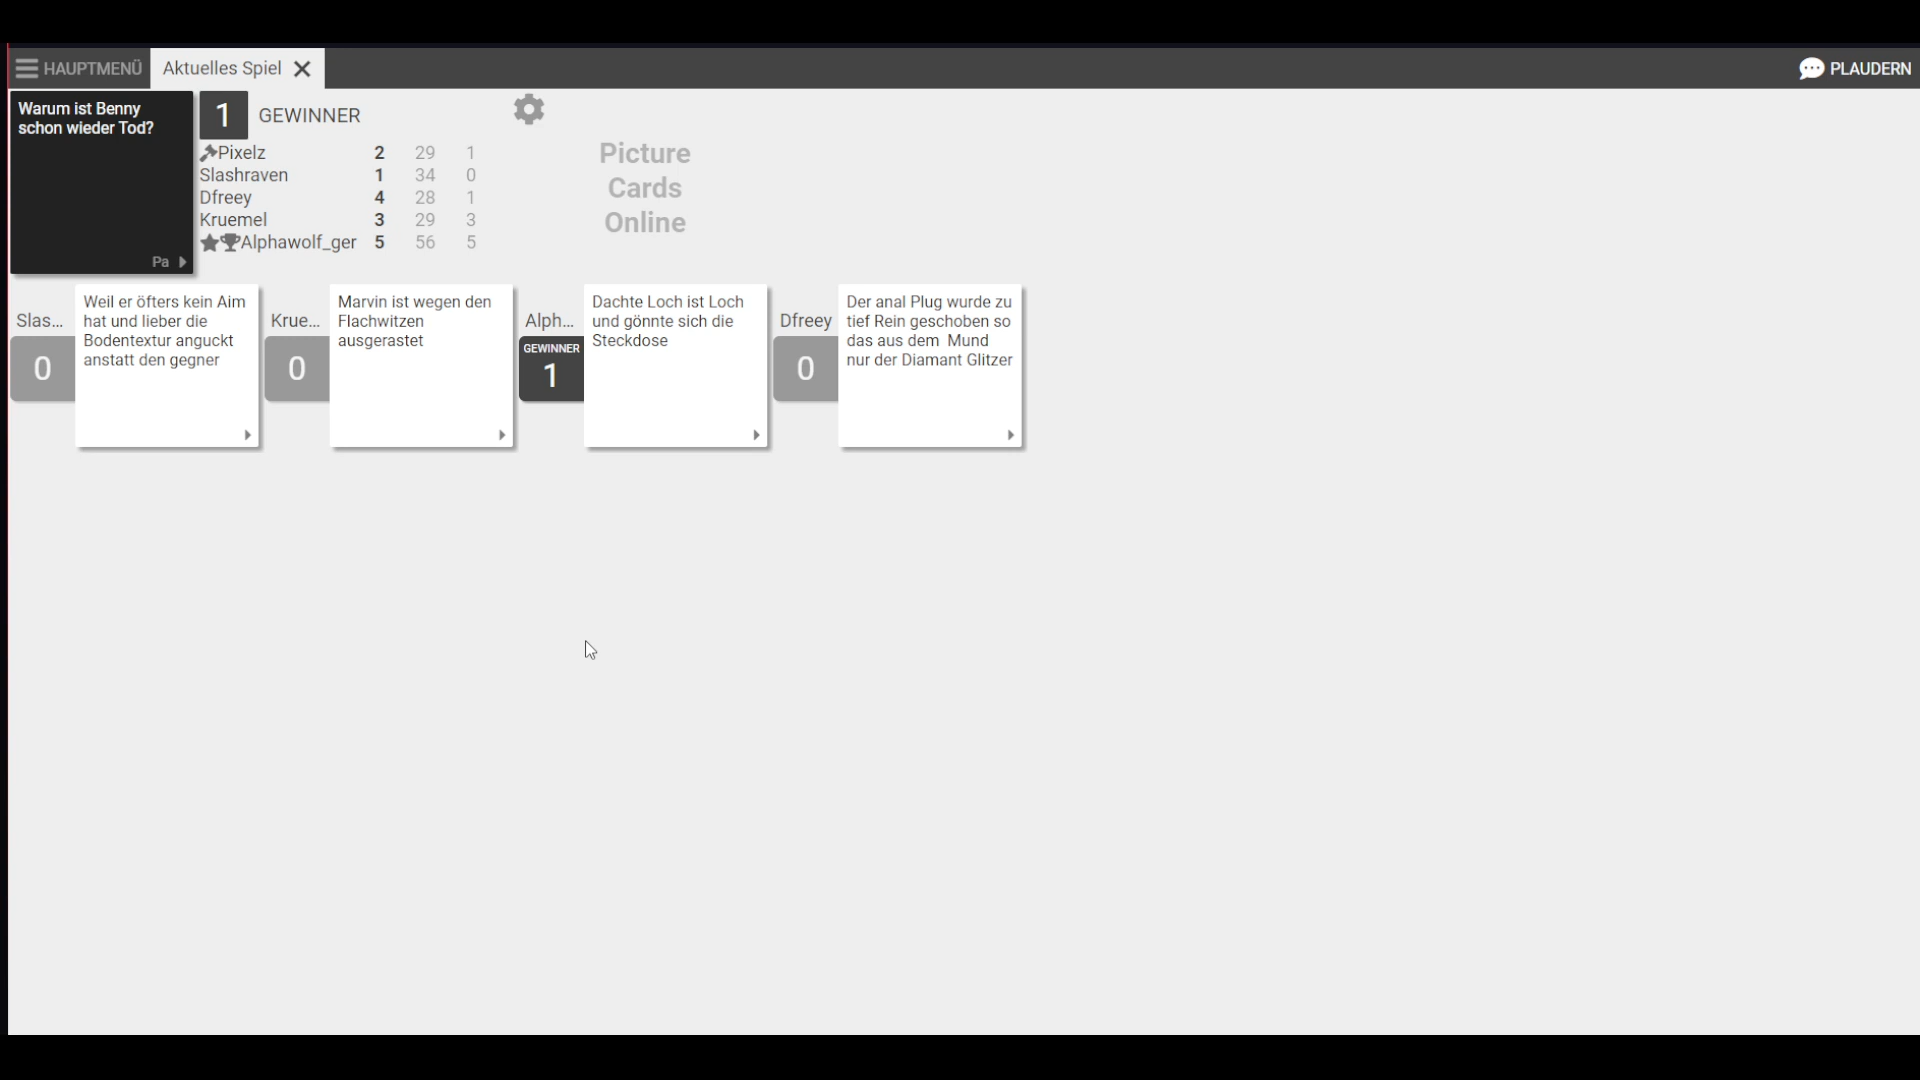 HAUPTMENÜ
Aktuelles Spiel
PLAUDERN
Warum ist Benny
schon wieder Tod?
Pa
1 GEWINNER
Pixelz 2 29 1
Slashraven 1 34 0
Dfreey 4 28 1
Kruemel 3 29 3
Alphawolf_ger 5 56 5
Picture
Cards
Online
Slas...
0
Weil er öfters kein Aim
hat und lieber die
Bodentextur anguckt
anstatt den gegner
Krue...
0
Marvin ist wegen den
Flachwitzen
ausgerastet
Alph...
GEWINNER
1
Dachte Loch ist Loch
und gönnte sich die
Steckdose
Dfreey
0
Der anal Plug wurde zu
tief Rein geschoben so
das aus dem  Mund
nur der Diamant Glitzer